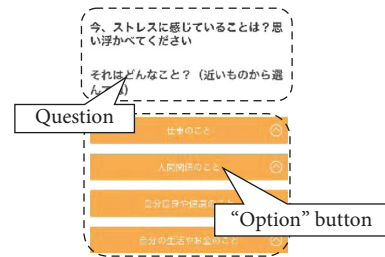 今、ストレスに感じていることは？思
い浮かべてください
それはどんなこと？（近いものから選
Question
仕事のこと
人間関係のこと
自分自身や健康のこと
"Option" button
自分の生活やお金のこと